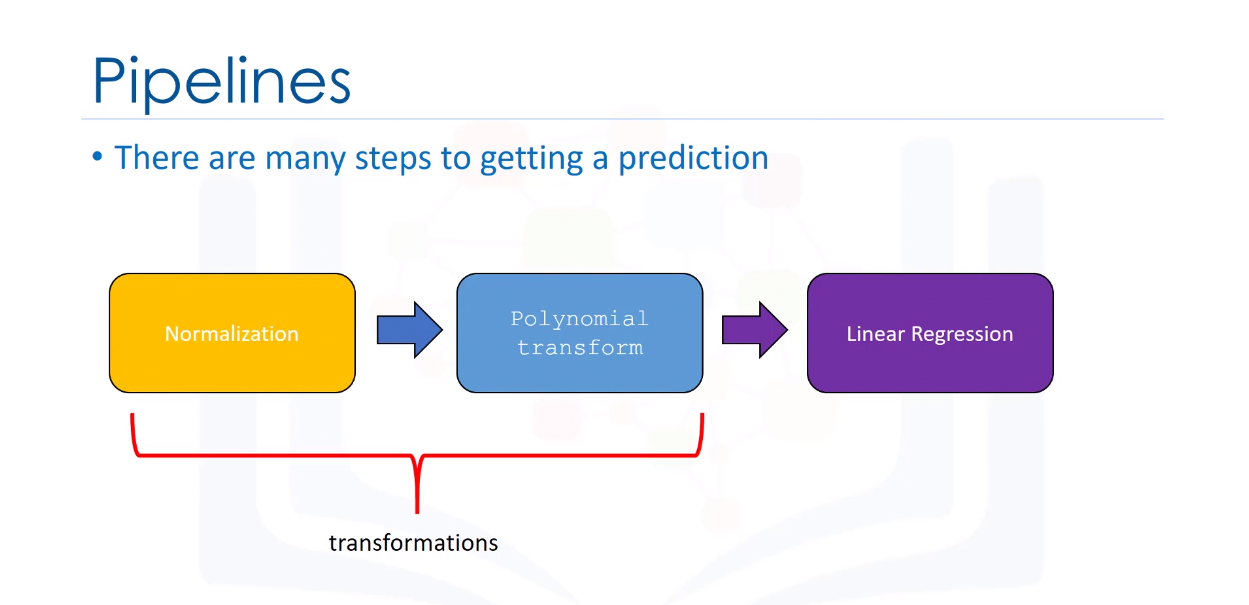 Pipelines
• There are many steps to getting a prediction
Normalization
Polynomial
transform
Linear Regression
transformations